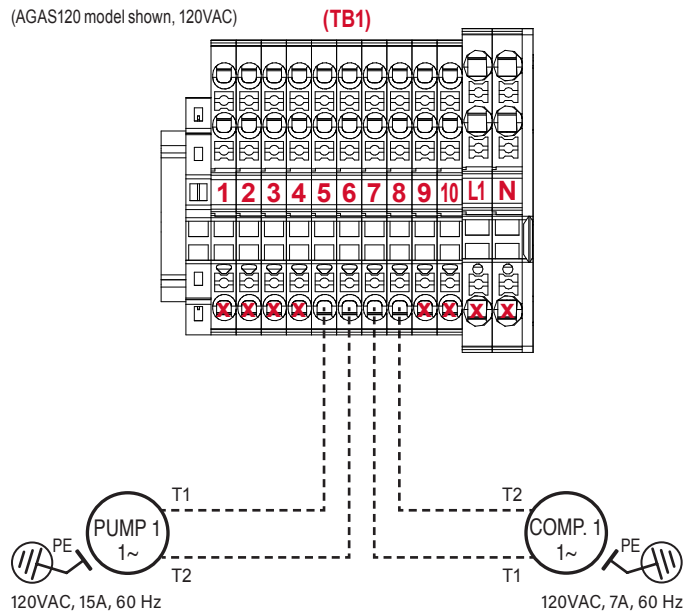 (AGAS120 model shown, 120VAC)
(TB1)
1 2 3 4 5 6 7 8 9 10 L1 N
X X X X X X X X
T1 T2
PUMP 1
1~
PE
COMP. 1
1~
PE
T2 T1
120VAC, 15A, 60 Hz
120VAC, 7A, 60 Hz